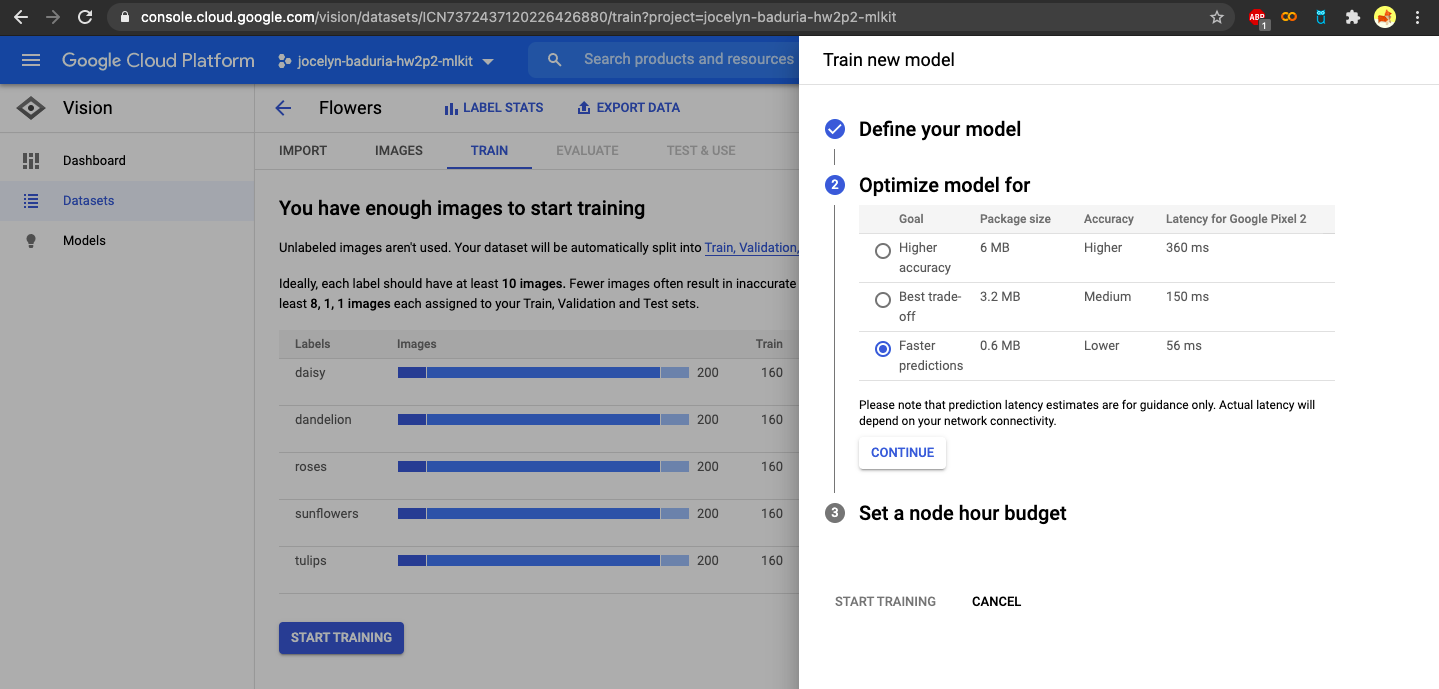 console.cloud.google.com/vision/datasets/ICN7372437120226426880/train?project=jocelyn-baduria-hw2p2-mlkit
ABP
1
Google Cloud Platform
jocelyn-baduria-hw2p2-mlkit
Search products and resources
Vision
Dashboard
Datasets
Models
Flowers
LABEL STATS
EXPORT DATA
IMPORT
IMAGES
TRAIN
EVALUATE
TEST & USE
You have enough images to start training
Unlabeled images aren't used. Your dataset will be automatically split into Train, Validation,
Ideally, each label should have at least 10 images. Fewer images often result in inaccurate
least 8, 1, 1 images each assigned to your Train, Validation and Test sets.
Labels Images Train
daisy 200 160
dandelion 200 160
roses 200 160
sunflowers 200 160
tulips 200 160
START TRAINING
Train new model
Define your model
2 Optimize model for
Goal Package size Accuracy Latency for Google Pixel 2
Higher 6 MB Higher 360 ms
accuracy
Best trade- 3.2 MB Medium 150 ms
off
Faster 0.6 MB Lower 56 ms
predictions
Please note that prediction latency estimates are for guidance only. Actual latency will
depend on your network connectivity.
CONTINUE
3 Set a node hour budget
START TRAINING CANCEL